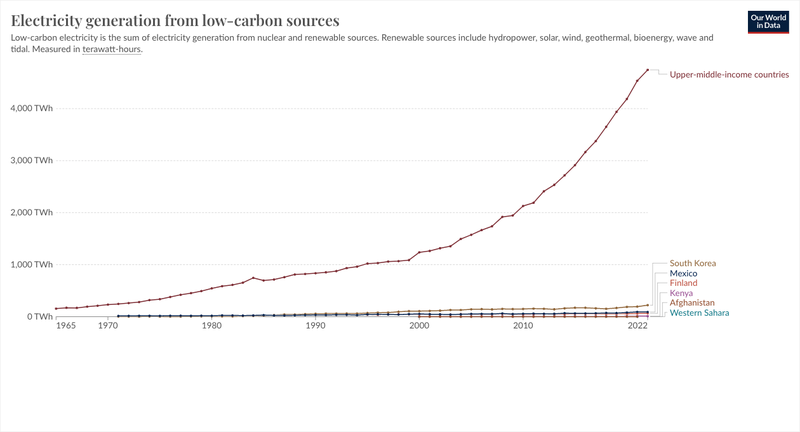 Electricity generation from low-carbon sources
Our World
in Data
Low-carbon electricity is the sum of electricity generation from nuclear and renewable sources. Renewable sources include hydropower, solar, wind, geothermal, bioenergy, wave and
tidal. Measured in terawatt-hours.
Upper-middle-income countries
4,000 TWh
3,000 TWh
2,000 TWh
1,000 TWh
South Korea
Mexico
Finland
Kenya
Afghanistan
Western Sahara
0 TWh
1965 1970 1980 1990 2000 2010 2022